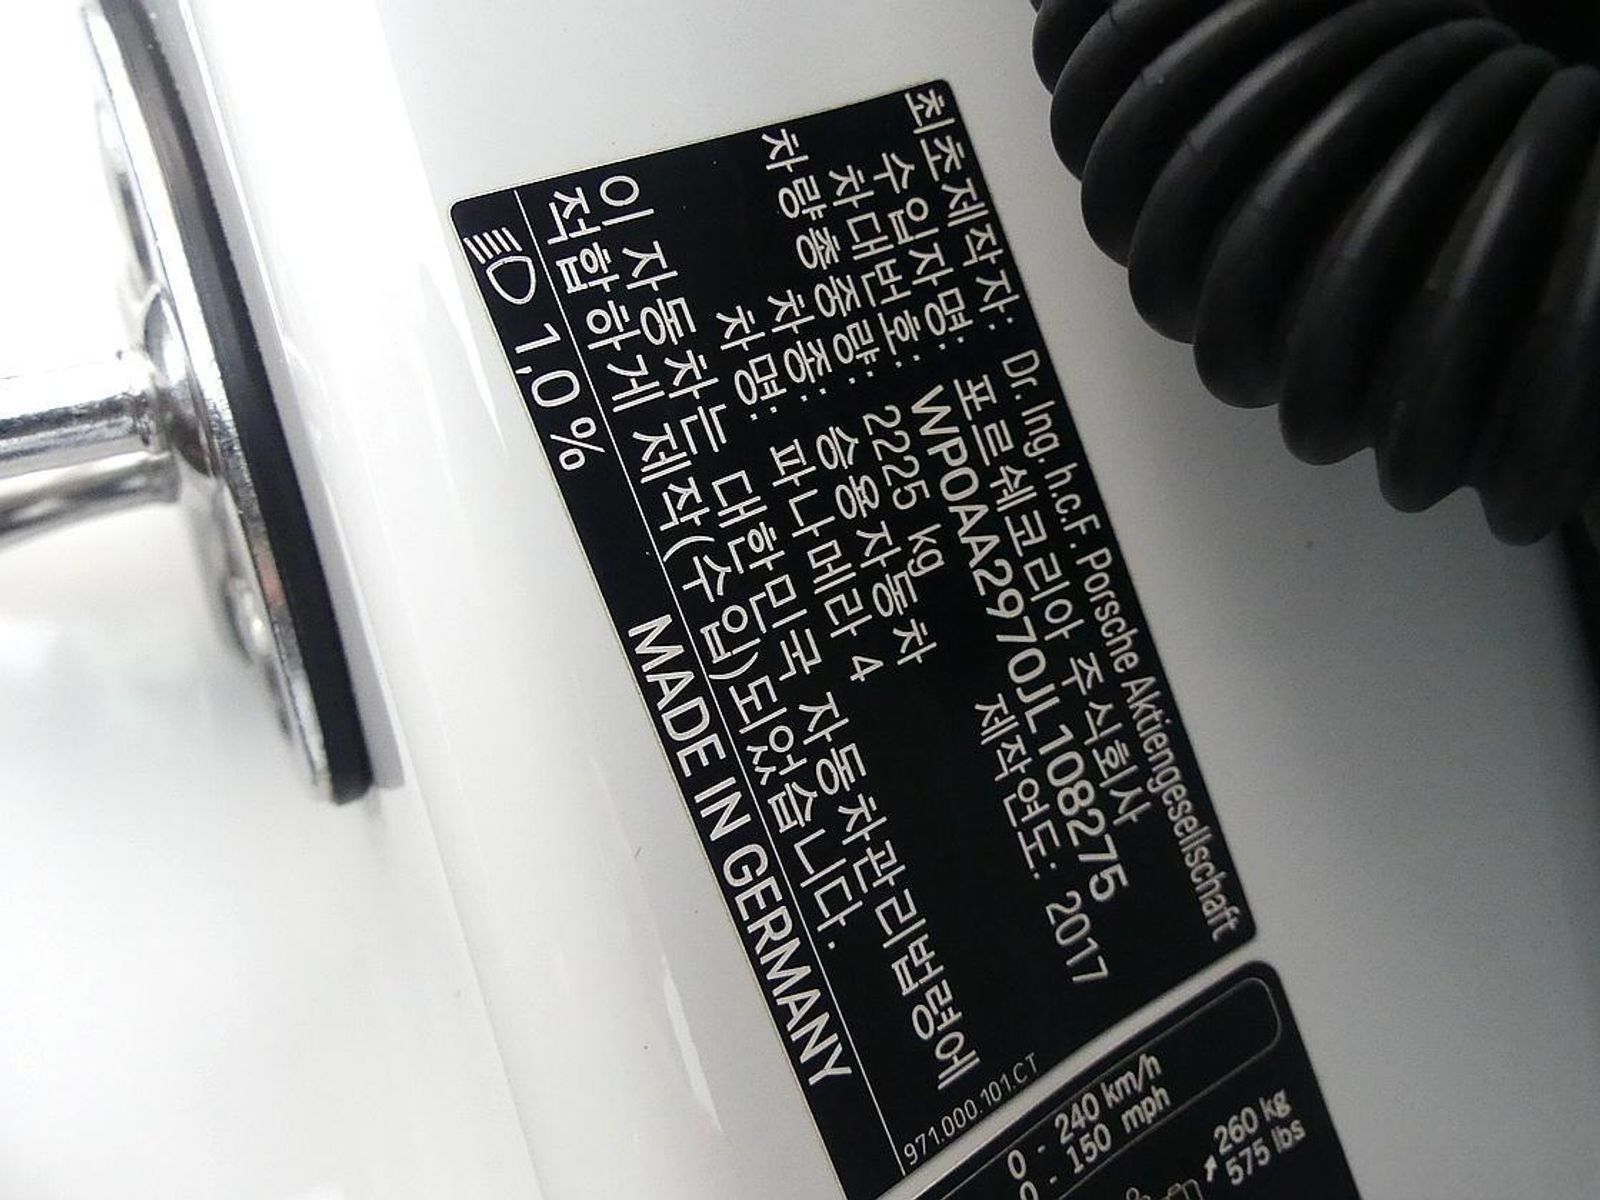 최초제작자: Dr. Ing. h.c.F. Porsche Aktiengesellschaft
수입자명: 포르쉐코리아 주식회사
차대번호: WP0AA2970JL108275
차량총중량: 2225 kg 제작연도: 2017
차종: 승용자동차
차명: 파나메라 4
이 자동차는 대한민국 자동차관리법령에
적합하게 제작(수입)되었습니다.
1,0 % MADE IN GERMANY
971.000.101.CT
0 - 240 km/h
0 - 150 mph
260 kg
575 lbs